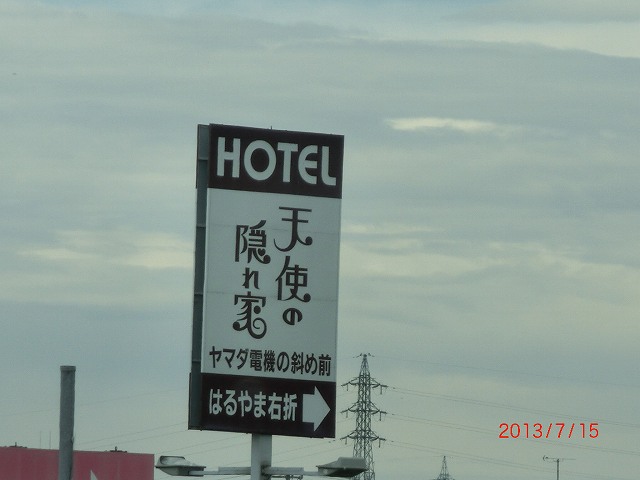 HOTEL
天使の
隠れ家
ヤマダ電機の斜め前
はるやま右折
2013/7/15